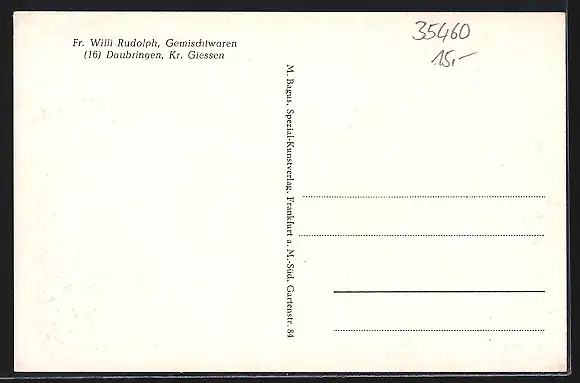 Fr. Willi Rudolph, Gemischtwaren
(16) Daubringen, Kr. Giessen
M. Bagus, Spezial-Kunstverlag, Frankfurt a. M.-Süd, Gartenstr. 84
35460
15,-